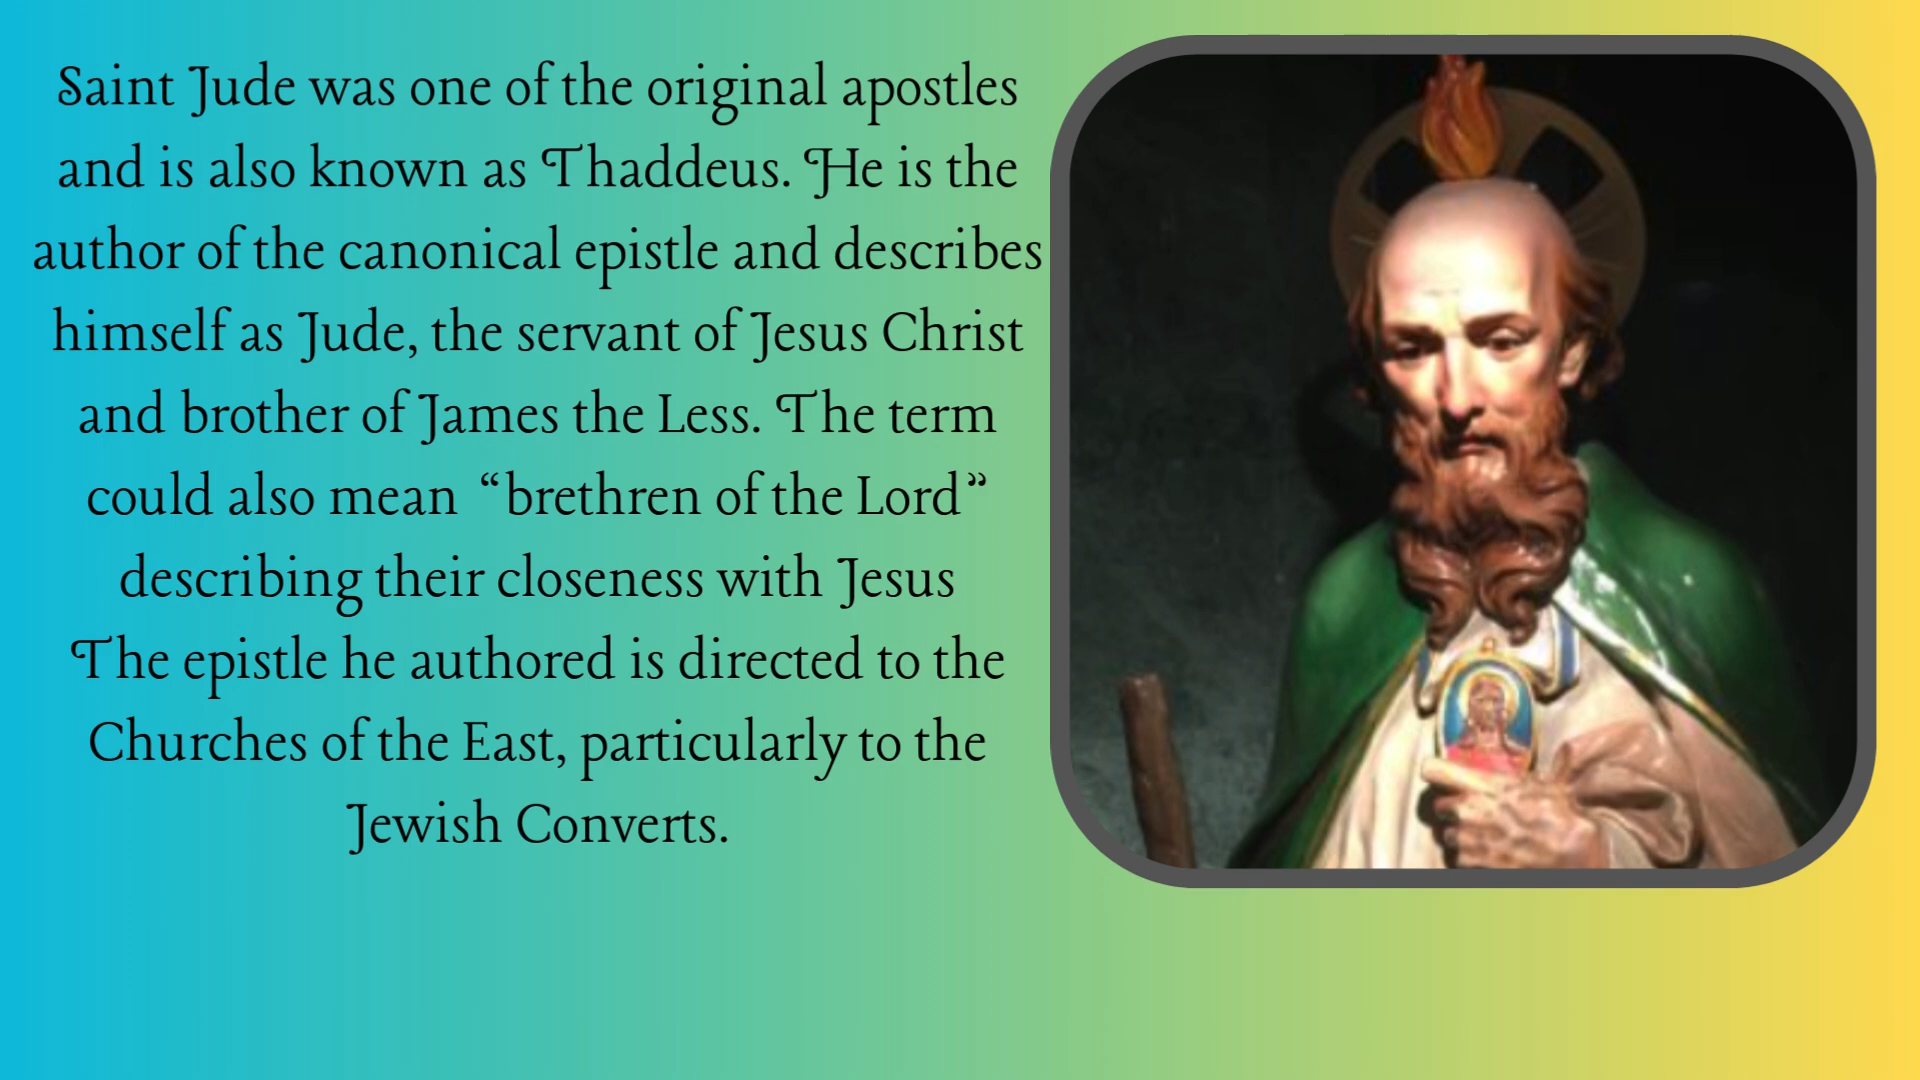 Saint Jude was one of the original apostles
and is also known as Thaddeus. He is the
author of the canonical epistle and describes
himself as Jude, the servant of Jesus Christ
and brother of James the Less. The term
could also mean “brethren of the Lord”
describing their closeness with Jesus
The epistle he authored is directed to the
Churches of the East, particularly to the
Jewish Converts.